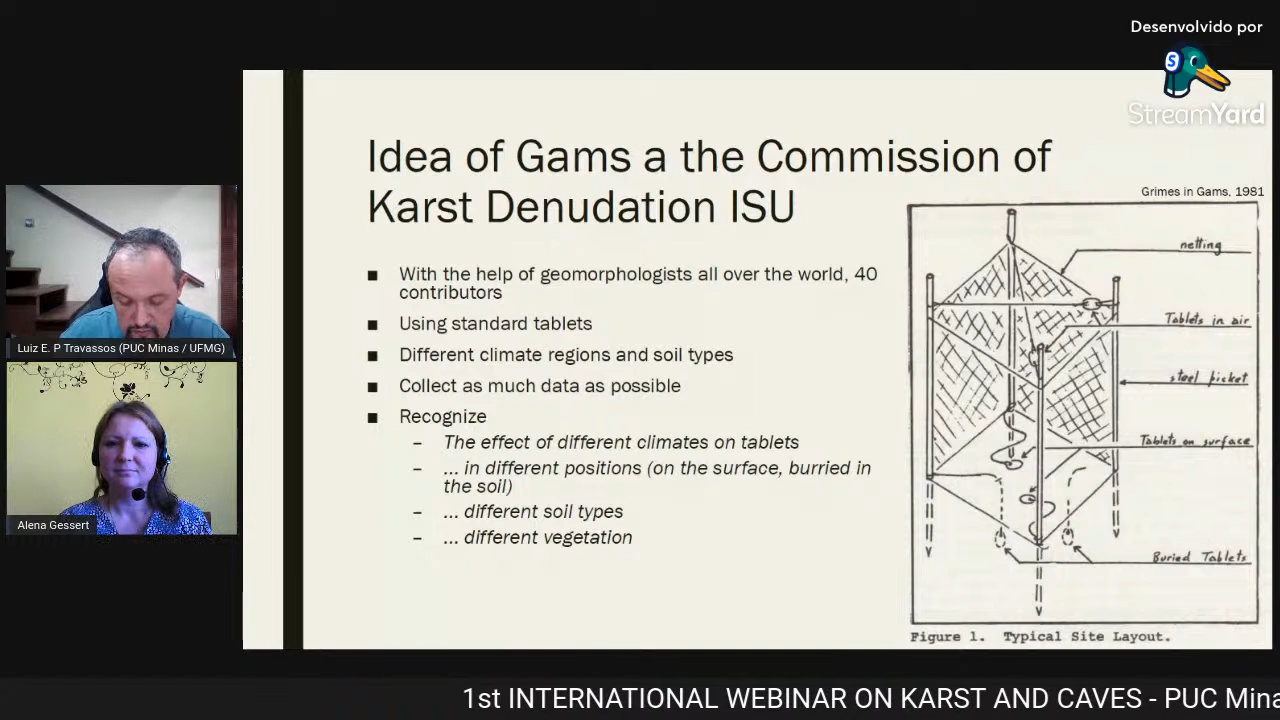 Desenvolvido por
StreamYard
Idea of Gams a the Commission of
Karst Denudation ISU
Grimes in Gams, 1981
■ With the help of geomorphologists all over the world, 40
contributors
■ Using standard tablets
■ Different climate regions and soil types
■ Collect as much data as possible
■ Recognize
– The effect of different climates on tablets
– ... in different positions (on the surface, burried in
the soil)
– ... different soil types
– ... different vegetation
netting
Tablets in air
steel picket
Tablets on surface
Buried Tablets
Figure 1. Typical Site Layout.
Luiz E. P Travassos (PUC Minas / UFMG)
Alena Gessert
1st INTERNATIONAL WEBINAR ON KARST AND CAVES - PUC Mina